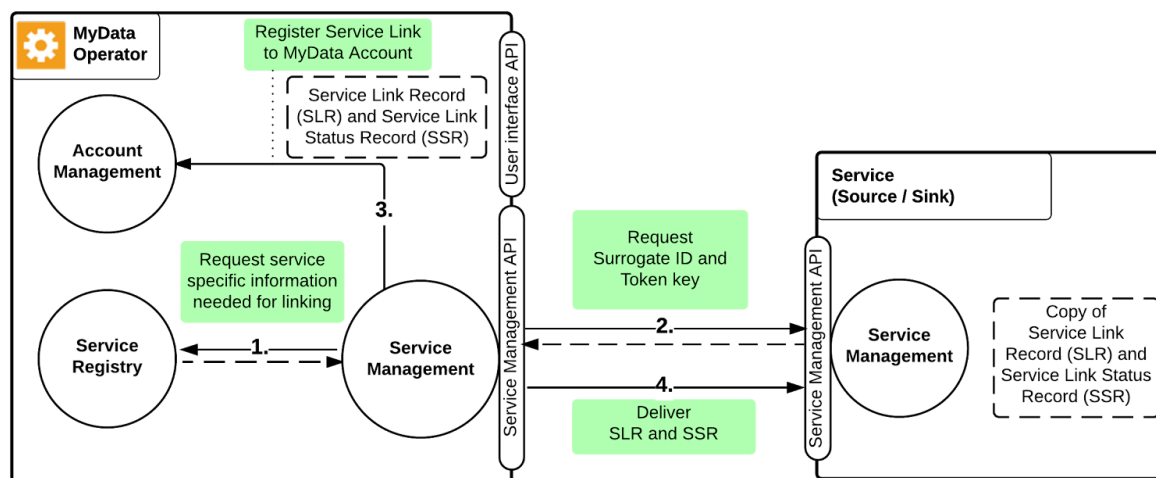 MyData
Operator
Register Service Link
to MyData Account
Service Link Record
(SLR) and Service Link
Status Record (SSR)
User interface API
Account
Management
3.
Service
(Source / Sink)
Request service
specific information
needed for linking
Request
Surrogate ID and
Token key
Service Registry
1.
Service
Management
Service Management API
2.
4.
Deliver
SLR and SSR
Service Management API
Service
Management
Copy of
Service Link
Record (SLR) and
Service Link Status
Record (SSR)